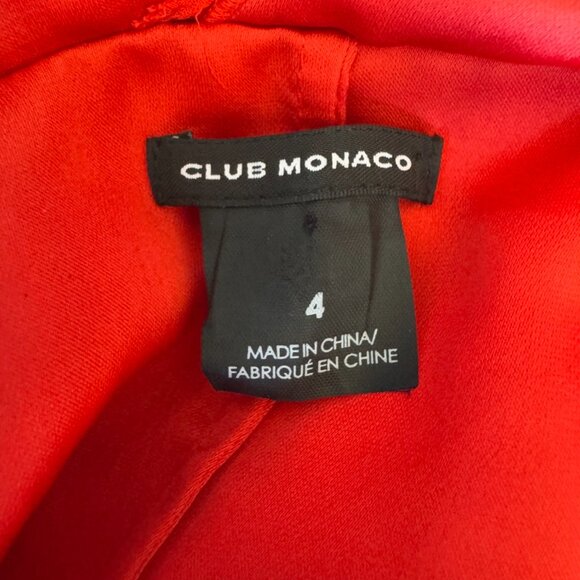 CLUB MONACO
4
MADE IN CHINA/
FABRIQUÉ EN CHINE